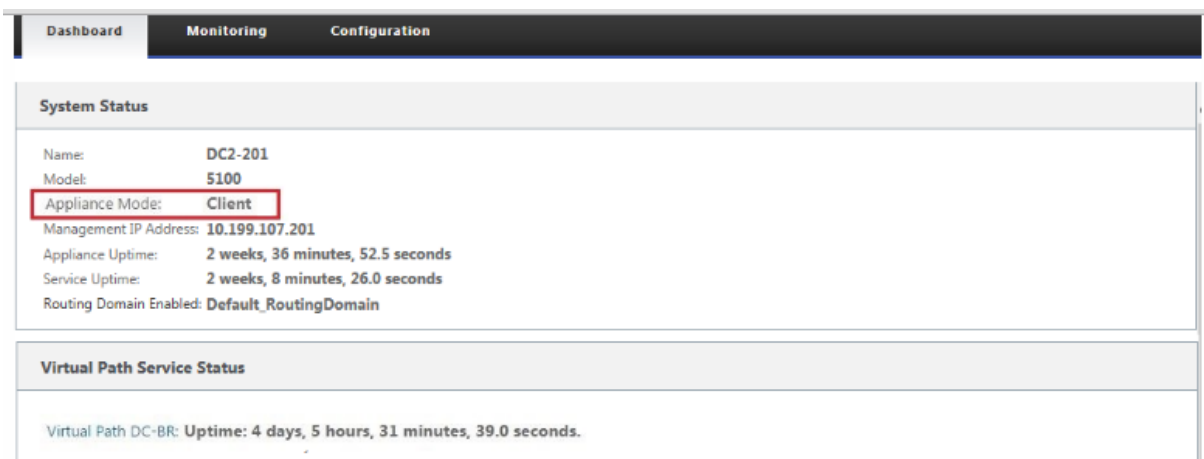 Dashboard Monitoring Configuration
System Status
Name: DC2-201
Model: 5100
Appliance Mode: Client
Management IP Address: 10.199.107.201
Appliance Uptime: 2 weeks, 36 minutes, 52.5 seconds
Service Uptime: 2 weeks, 8 minutes, 26.0 seconds
Routing Domain Enabled: Default_RoutingDomain
Virtual Path Service Status
Virtual Path DC-BR: Uptime: 4 days, 5 hours, 31 minutes, 39.0 seconds.